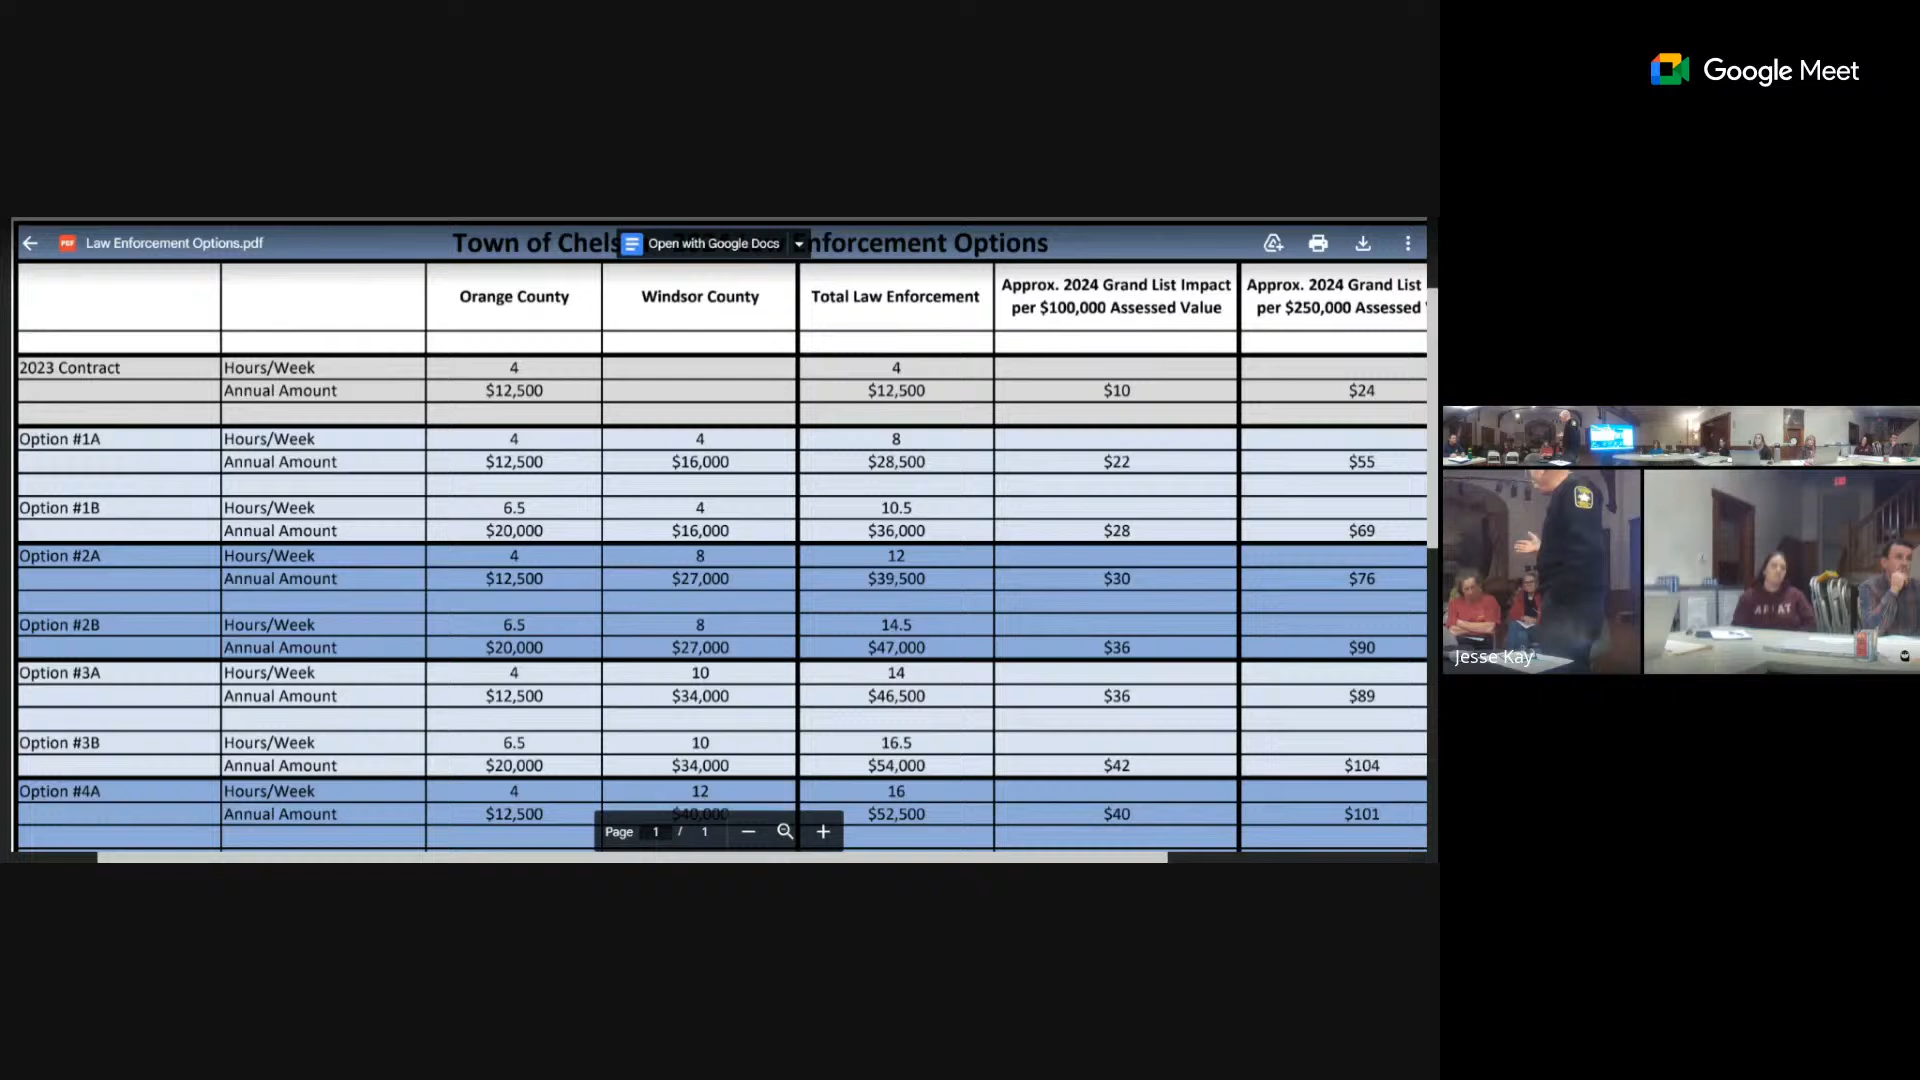 Google Meet
Law Enforcement Options.pdf
Town of Chels
Open with Google Docs
nforcement Options
Orange County Windsor County Total Law Enforcement Approx. 2024 Grand List Impact per $100,000 Assessed Value Approx. 2024 Grand List per $250,000 Assessed
2023 Contract Hours/Week 4 4
Annual Amount $12,500 $12,500 $10 $24
Option #1A Hours/Week 4 4 8
Annual Amount $12,500 $16,000 $28,500 $22 $55
Option #1B Hours/Week 6.5 4 10.5
Annual Amount $20,000 $16,000 $36,000 $28 $69
Option #2A Hours/Week 4 8 12
Annual Amount $12,500 $27,000 $39,500 $30 $76
Option #2B Hours/Week 6.5 8 14.5
Annual Amount $20,000 $27,000 $47,000 $36 $90
Option #3A Hours/Week 4 10 14
Annual Amount $12,500 $34,000 $46,500 $36 $89
Option #3B Hours/Week 6.5 10 16.5
Annual Amount $20,000 $34,000 $54,000 $42 $104
Option #4A Hours/Week 4 12 16
Annual Amount $12,500 $40,000 $52,500 $40 $101
Page 1 / 1
Jesse Kay